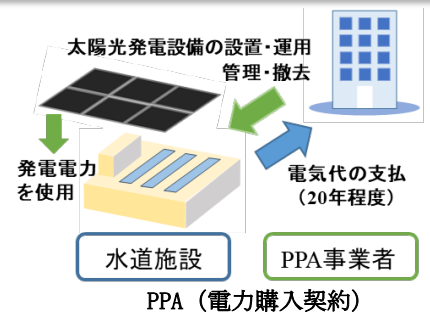 太陽光発電設備の設置・運用
管理・撤去
発電電力
を使用
電気代の支払
（20年程度）
水道施設
PPA事業者
PPA（電力購入契約）